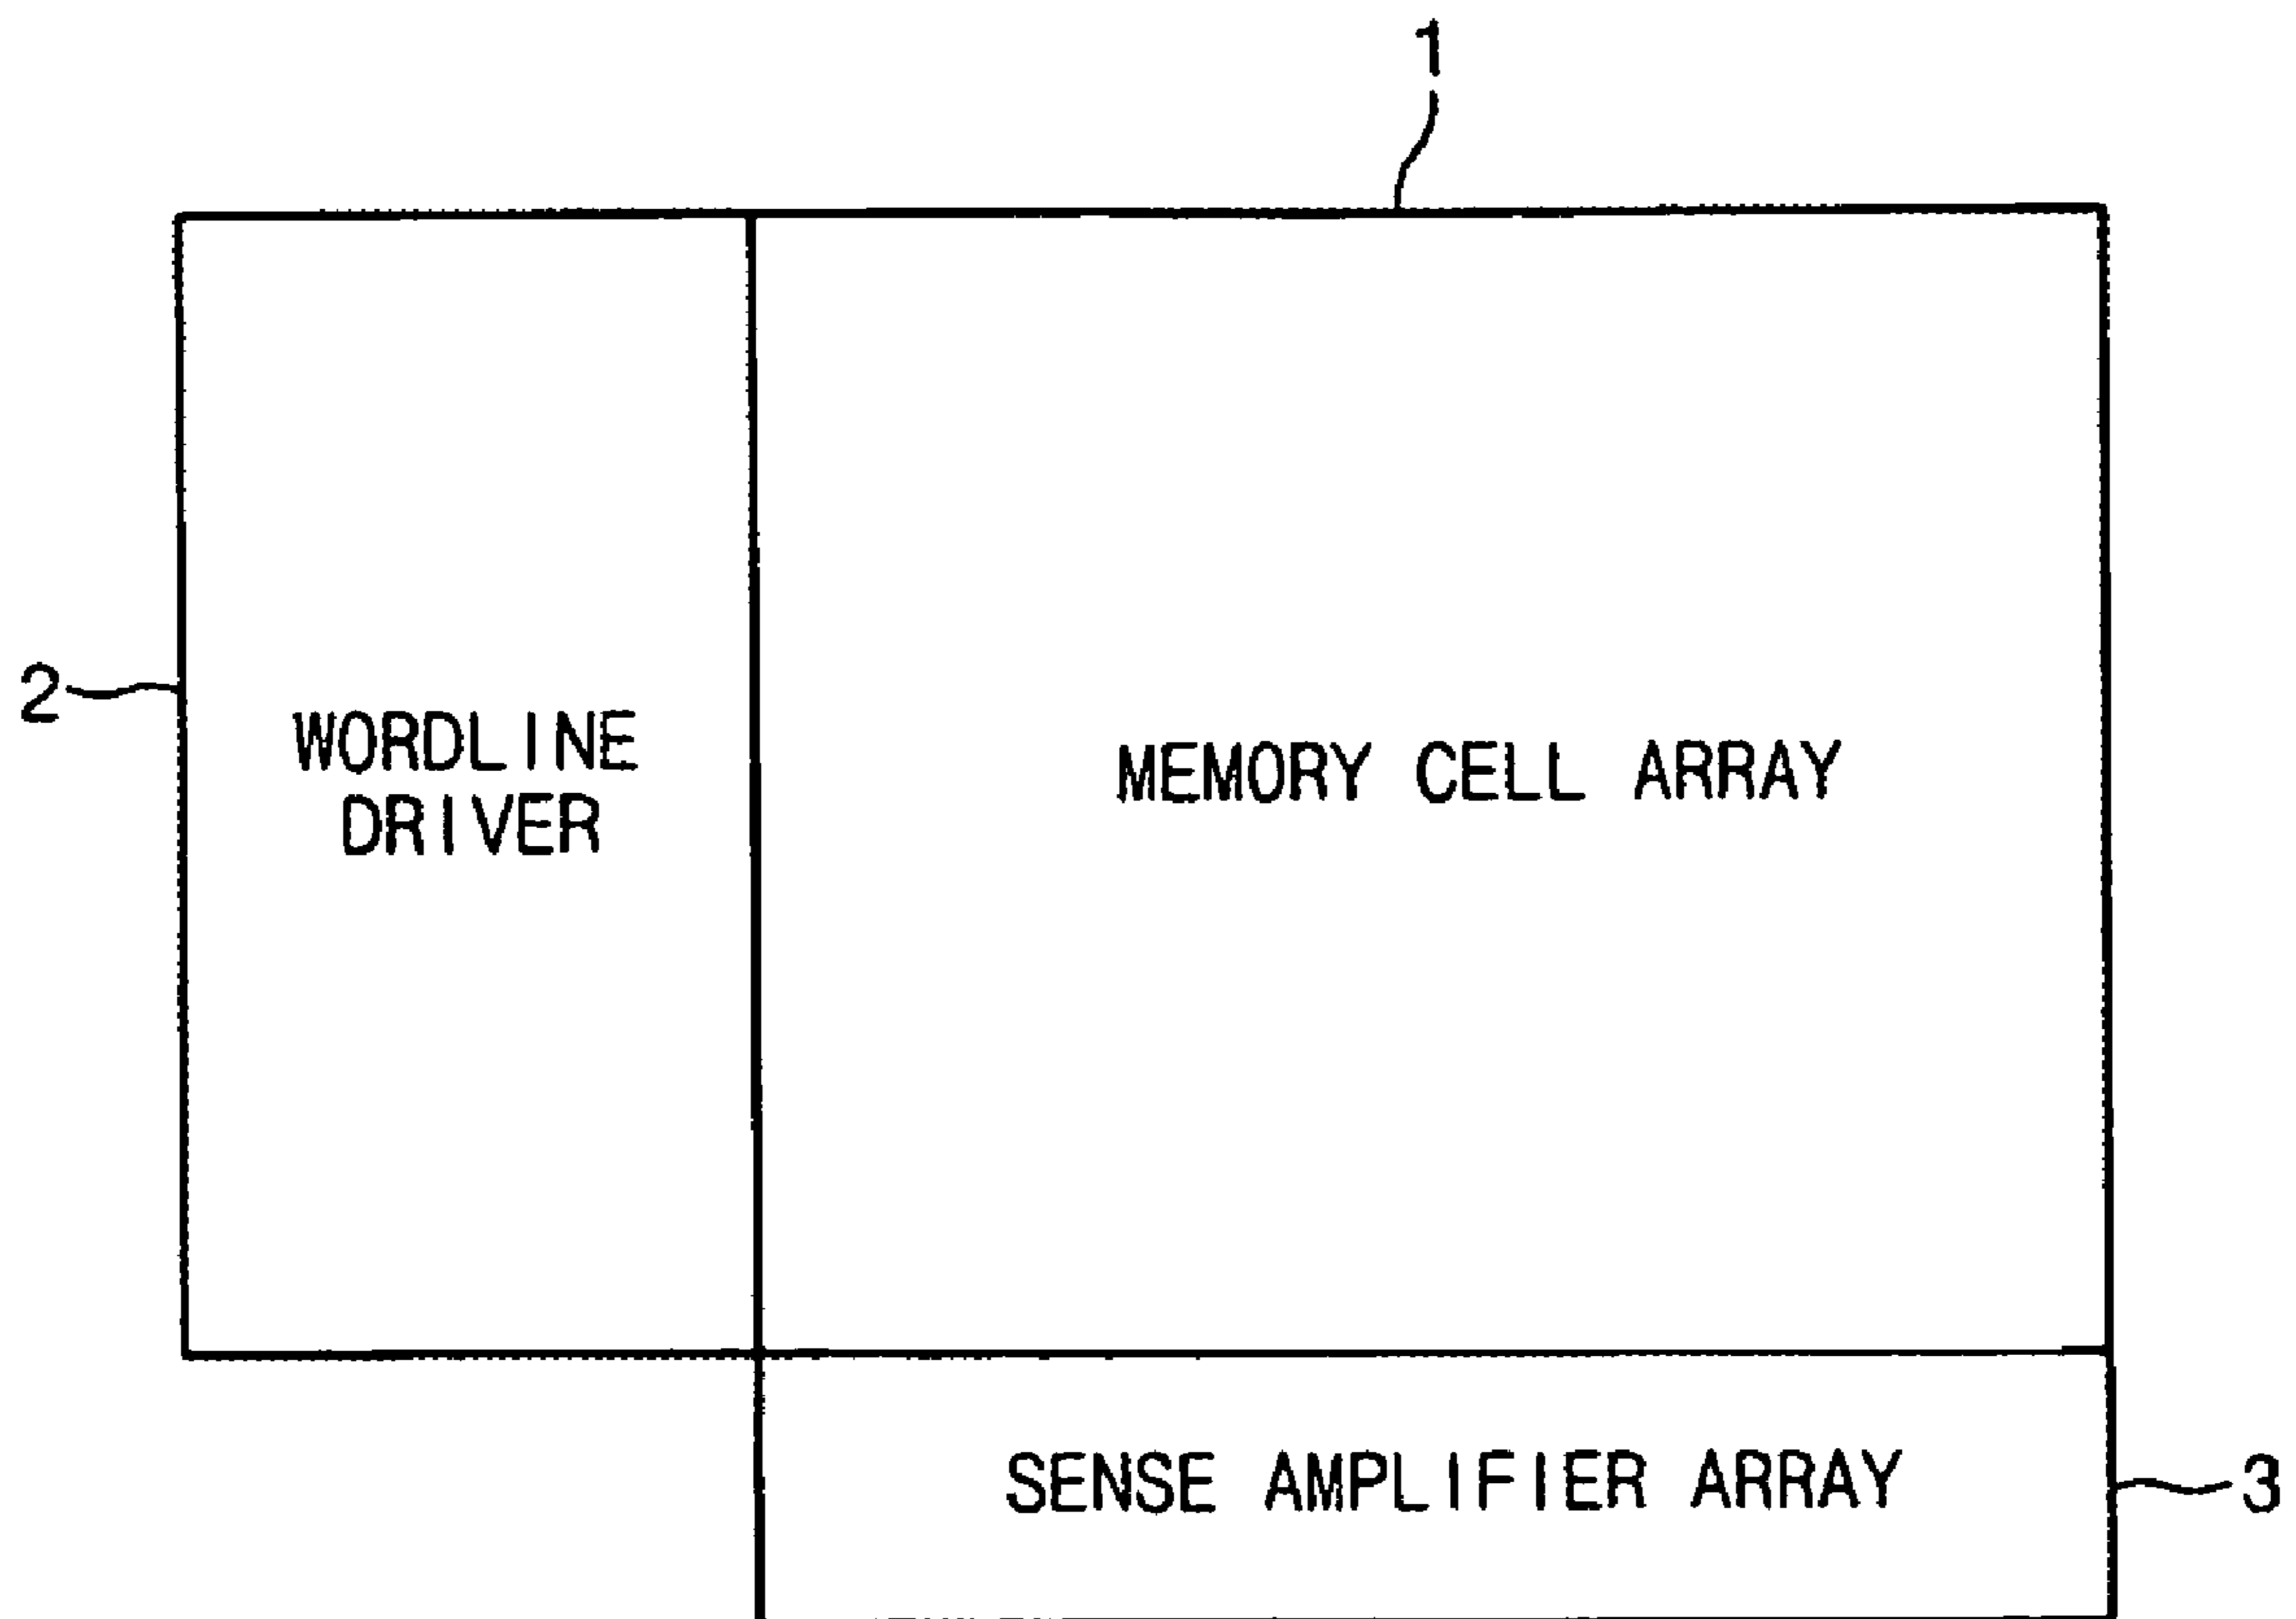 1
2
WORDLINE
DRIVER
MEMORY CELL ARRAY
SENSE AMPLIFIER ARRAY
3